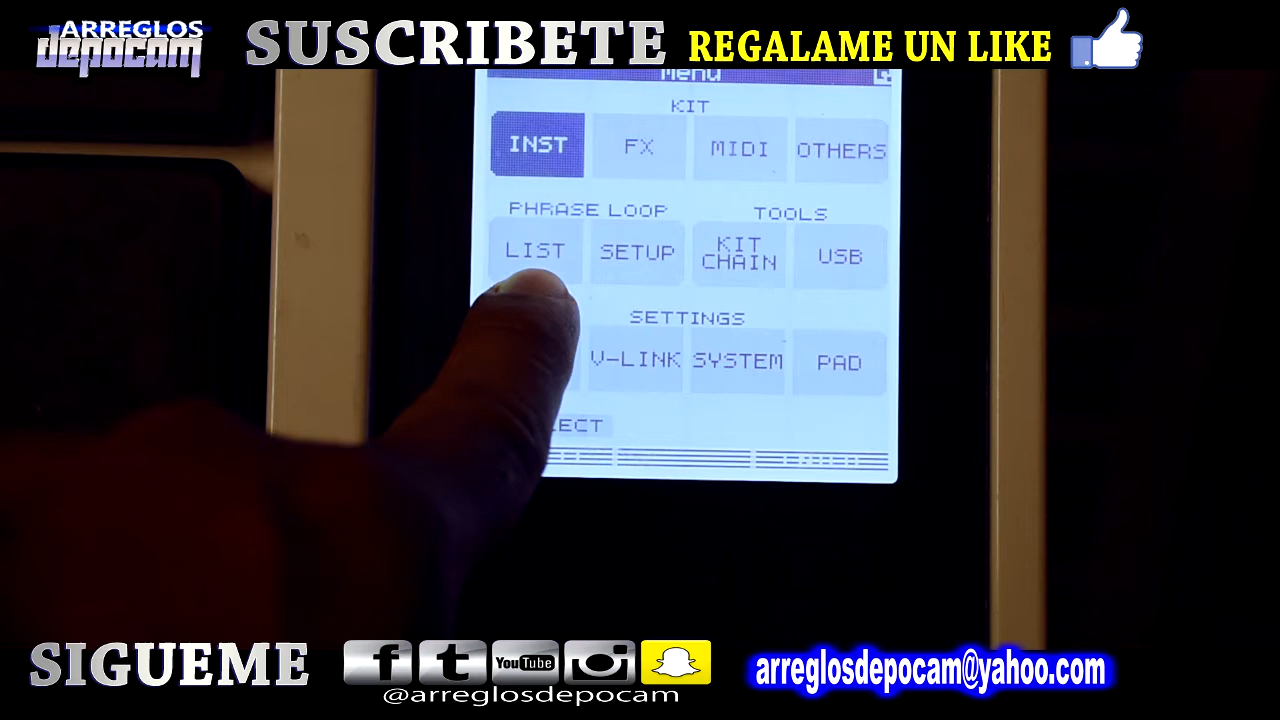 ARREGLOS
depocam
SUSCRIBETE
REGALAME UN LIKE
Menu
KIT
INST
FX
MIDI
OTHERS
PHRASE LOOP
TOOLS
LIST
SETUP
KIT
CHAIN
USB
SETTINGS
V-LINK
SYSTEM
PAD
ECT
SIGUEME
f
t
YouTube
@arreglosdepocam
arreglosdepocam@yahoo.com